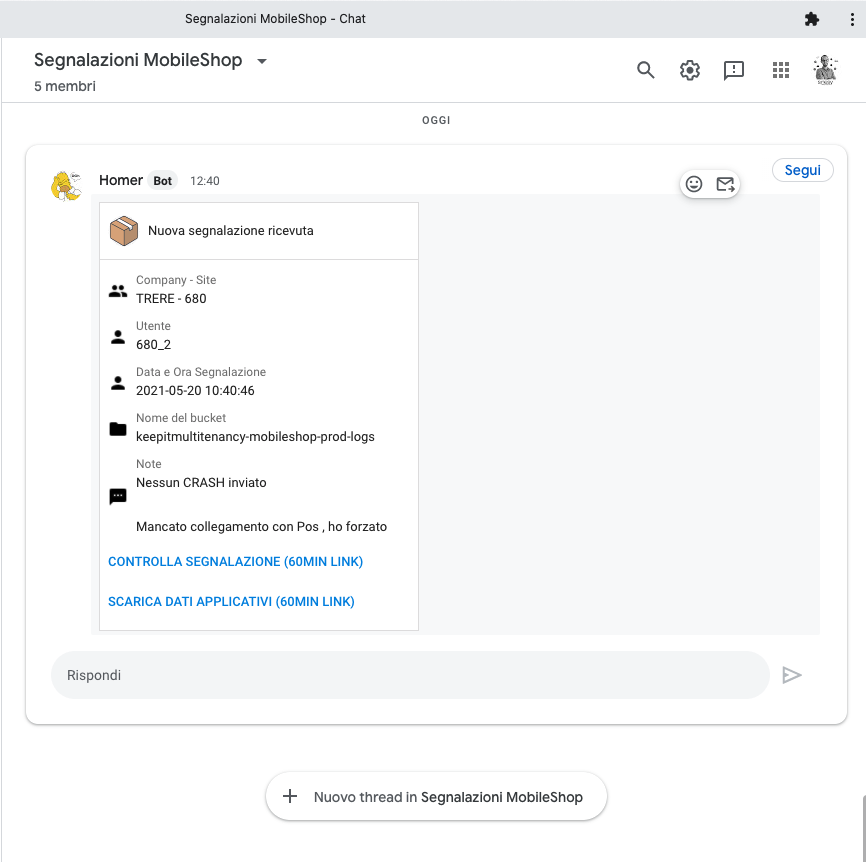 Segnalazioni MobileShop - Chat
Segnalazioni MobileShop
5 membri
OGGI
Homer Bot 12:40
Segui
Nuova segnalazione ricevuta
Company - Site
TRERE - 680
Utente
680_2
Data e Ora Segnalazione
2021-05-20 10:40:46
Nome del bucket
keepitmultitenancy-mobileshop-prod-logs
Note
Nessun CRASH inviato
Mancato collegamento con Pos , ho forzato
CONTROLLA SEGNALAZIONE (60MIN LINK)
SCARICA DATI APPLICATIVI (60MIN LINK)
Rispondi
Nuovo thread in Segnalazioni MobileShop